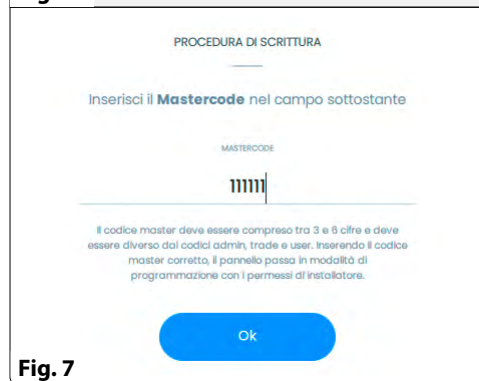 PROCEDURA DI SCRITTURA
Inserisci il Mastercode nel campo sottostante
MASTERCODE
111111
Il codice master deve essere compreso tra 3 e 6 cifre e deve
essere diverso dai codici admin, trade e user. Inserendo il codice
master corretto, il pannello passa in modalità di
programmazione con i permessi di installatore.
Ok
Fig. 7